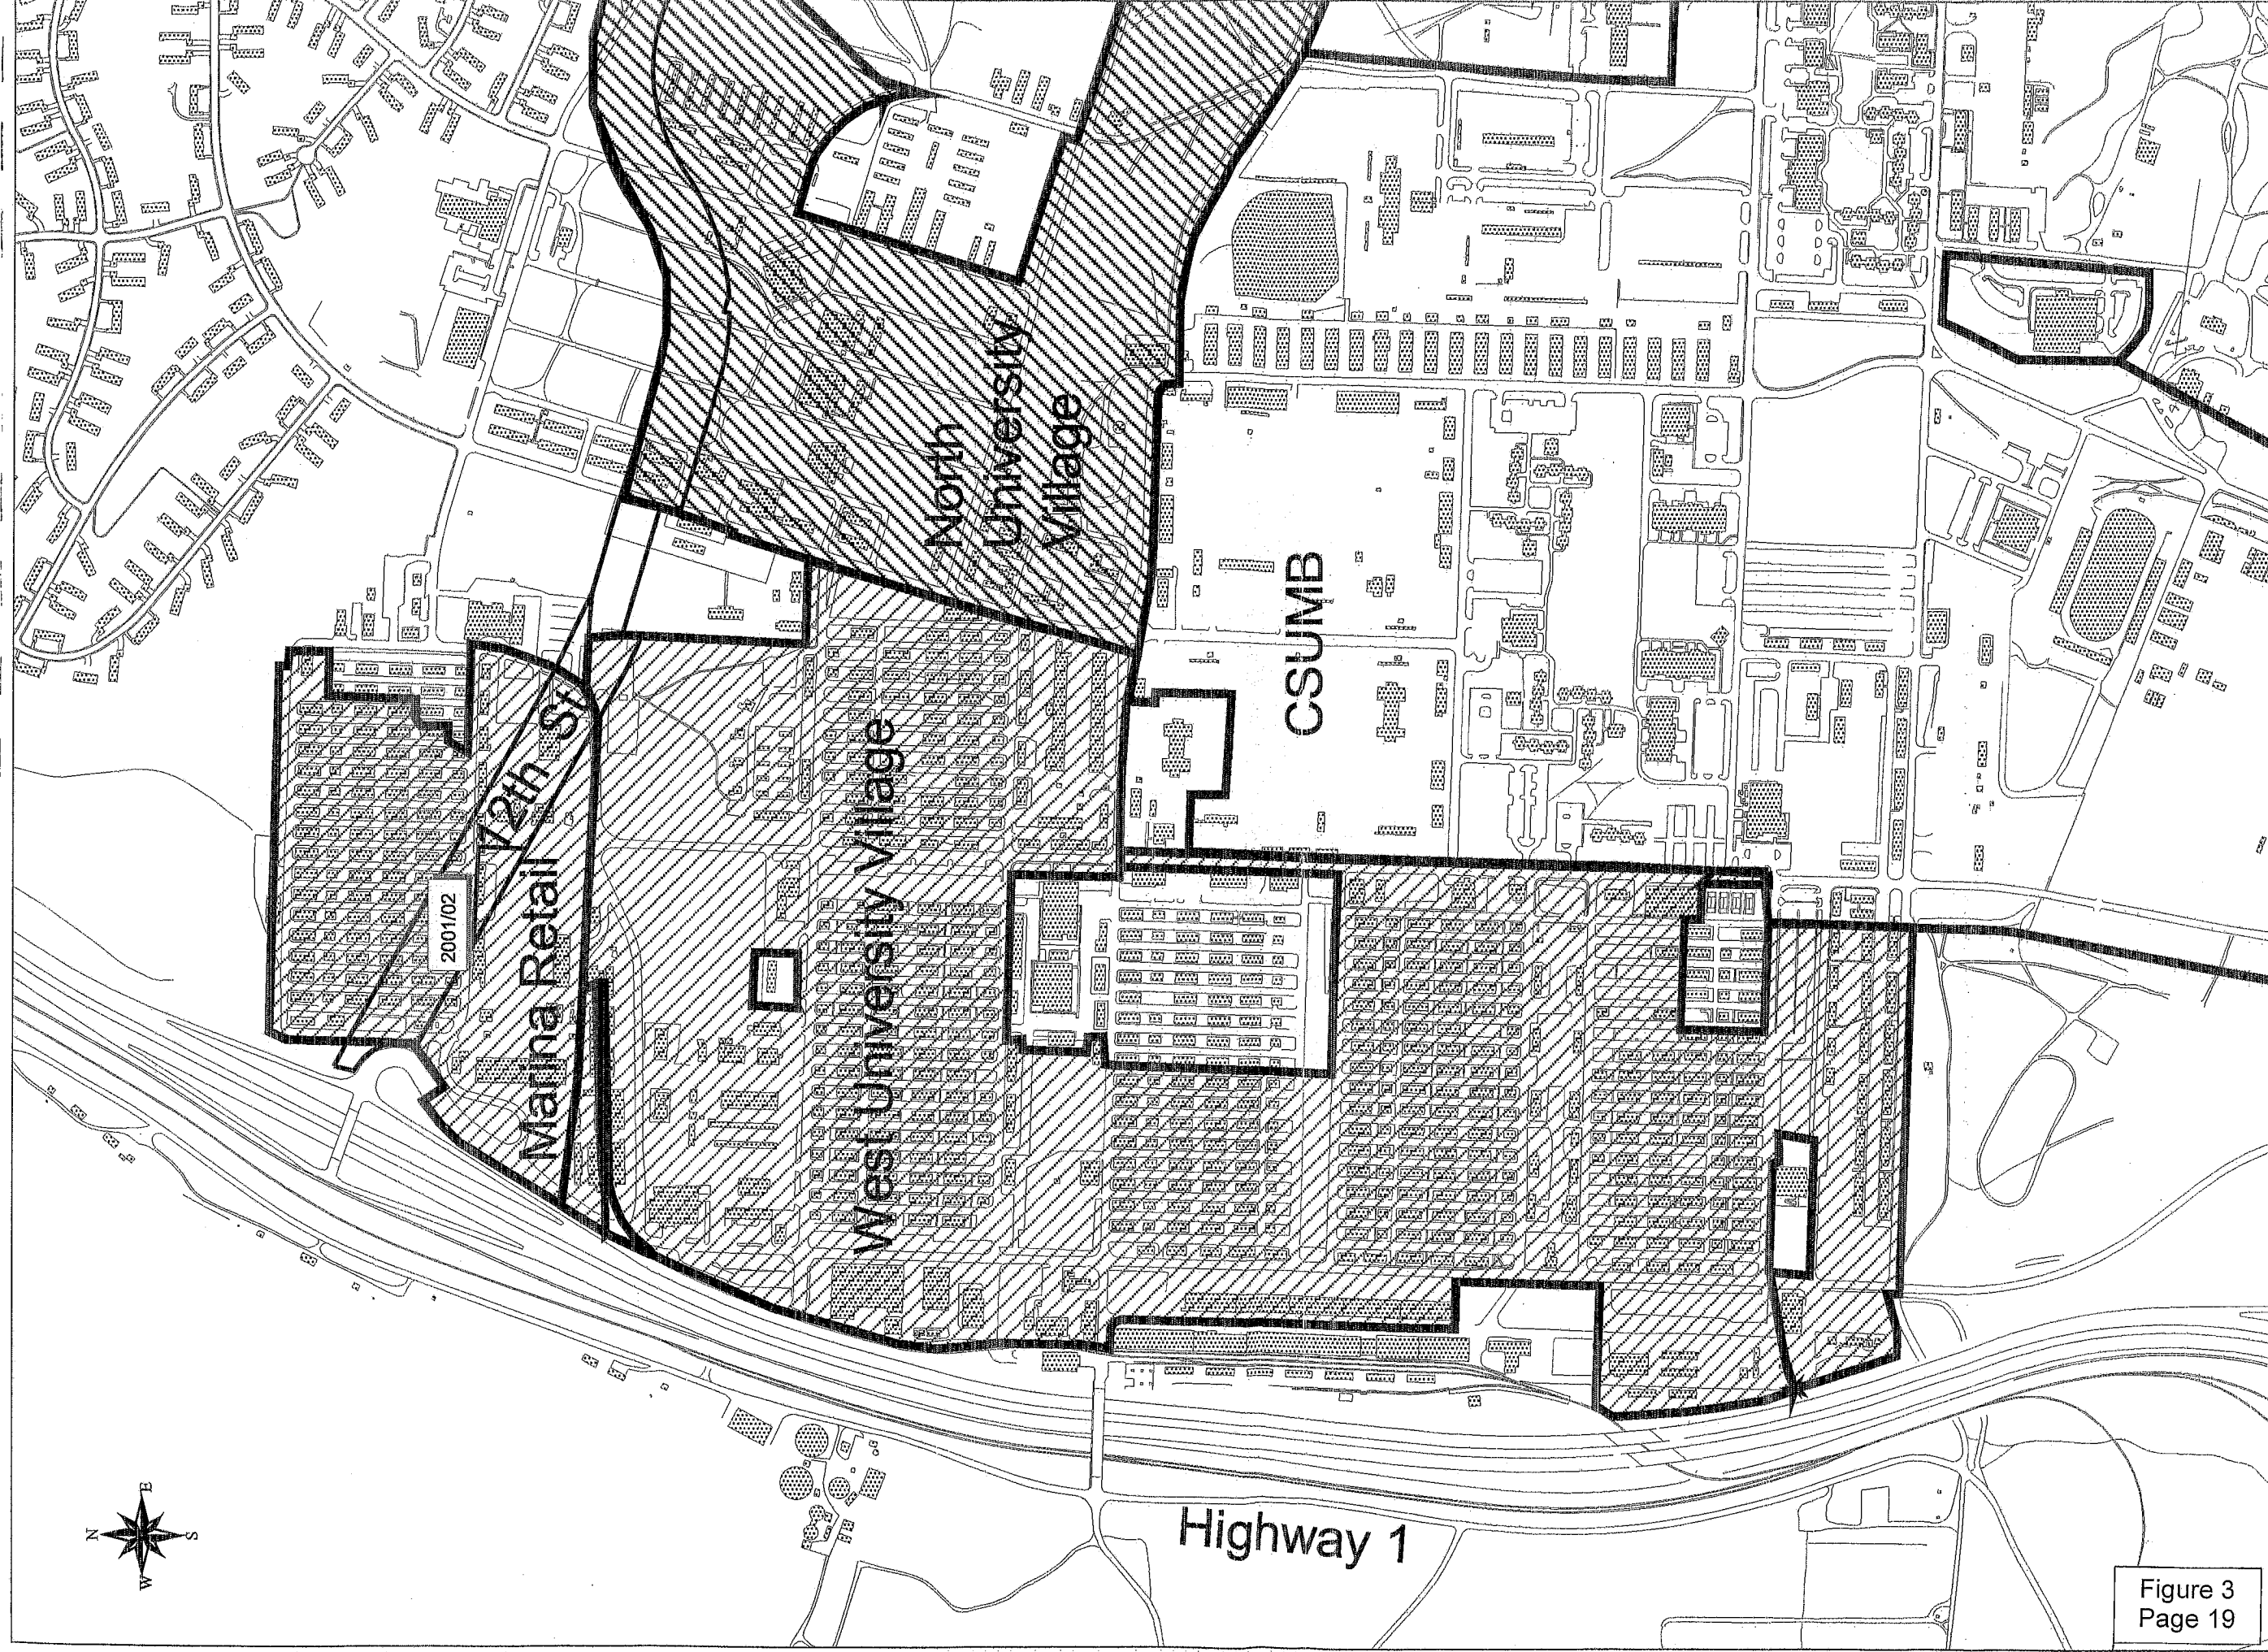 North
University
Village
12th St
2001/02
Marina Retail
West University Village
CSUMB
Highway 1
N
E
S
W
Figure 3
Page 19